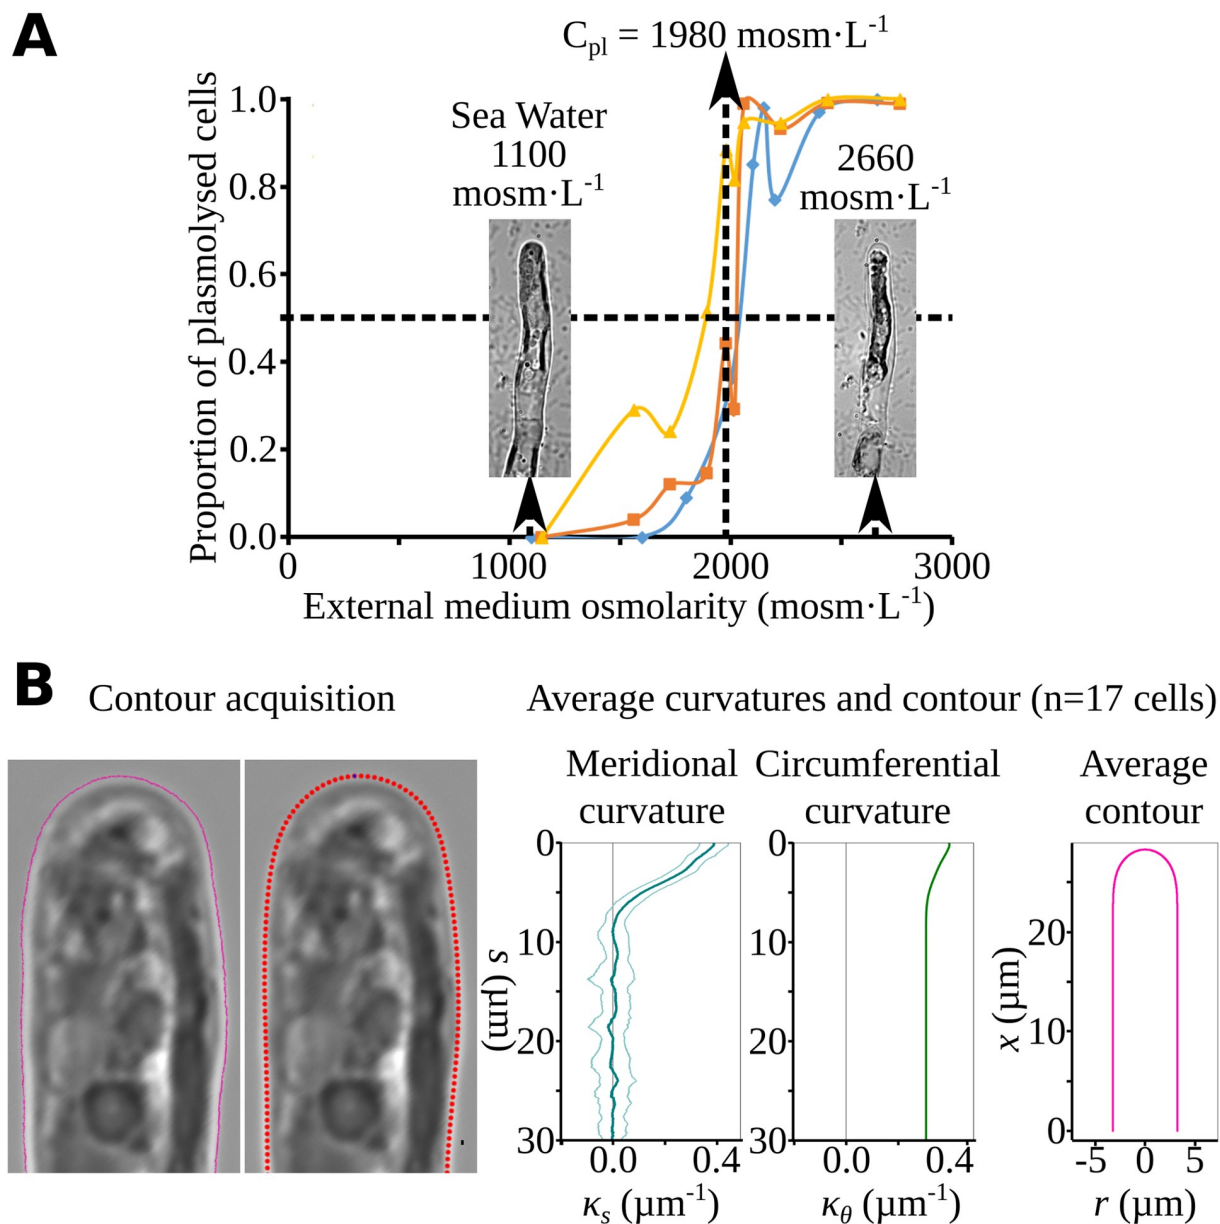 A
C_pl = 1980 mosm·L⁻¹
Proportion of plasmolysed cells
1.0
0.8
0.6
0.4
0.2
0.0
Sea Water
1100
mosm·L⁻¹
2660
mosm·L⁻¹
0
1000
2000
3000
External medium osmolarity (mosm·L⁻¹)
B
Contour acquisition
Average curvatures and contour (n=17 cells)
Meridional
curvature
Circumferential
curvature
Average
contour
s (µm)
0
10
20
30
0.0
0.4
κ_s (µm⁻¹)
0
10
20
30
0.0
0.4
κ_θ (µm⁻¹)
x (µm)
20
10
0
-5
0
5
r (µm)